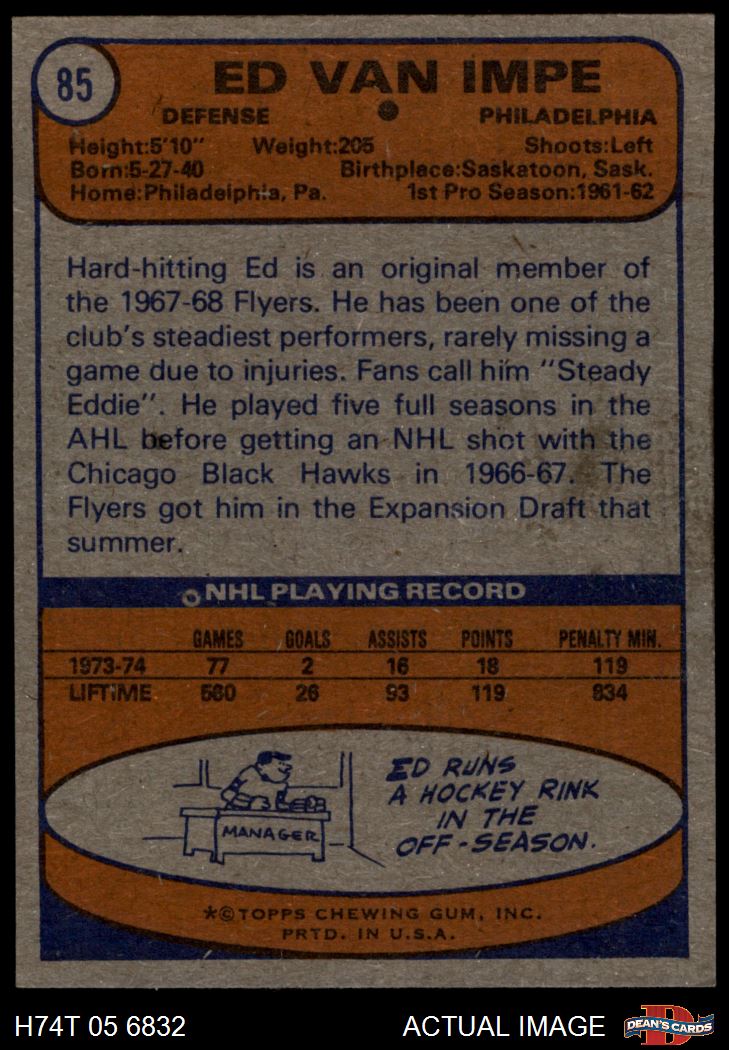 85
ED VAN IMPE
DEFENSE PHILADELPHIA
Height:5'10" Weight:205 Shoots:Left
Born:5-27-40 Birthplace:Saskatoon, Sask.
Home:Philadelphia, Pa. 1st Pro Season:1961-62
Hard-hitting Ed is an original member of
the 1967-68 Flyers. He has been one of the
club's steadiest performers, rarely missing a
game due to injuries. Fans call him "Steady
Eddie". He played five full seasons in the
AHL before getting an NHL shot with the
Chicago Black Hawks in 1966-67. The
Flyers got him in the Expansion Draft that
summer.
NHL PLAYING RECORD
GAMES GOALS ASSISTS POINTS PENALTY MIN.
1973-74 77 2 16 18 119
LIFTIME 560 26 93 119 834
MANAGER
ED RUNS
A HOCKEY RINK
IN THE
OFF-SEASON.
*©TOPPS CHEWING GUM, INC.
PRTD. IN U.S.A.
H74T 05 6832 ACTUAL IMAGE DEAN'S CARDS